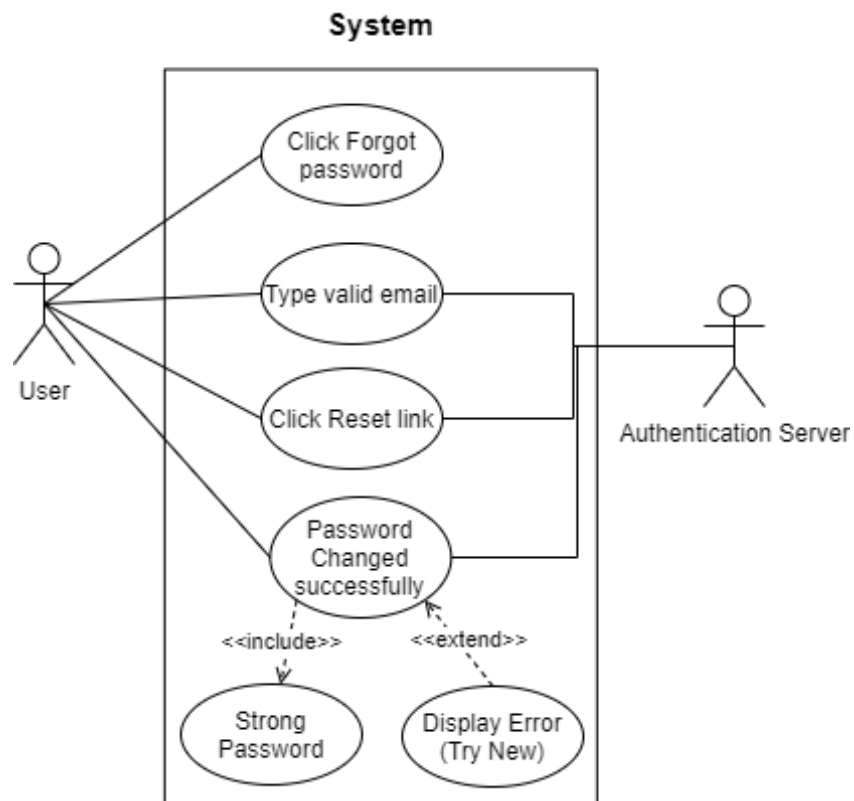 System
Click Forgot
password
Type valid email
User
Click Reset link
Authentication Server
Password
Changed
successfully
<<include>>
<<extend>>
Strong
Password
Display Error
(Try New)